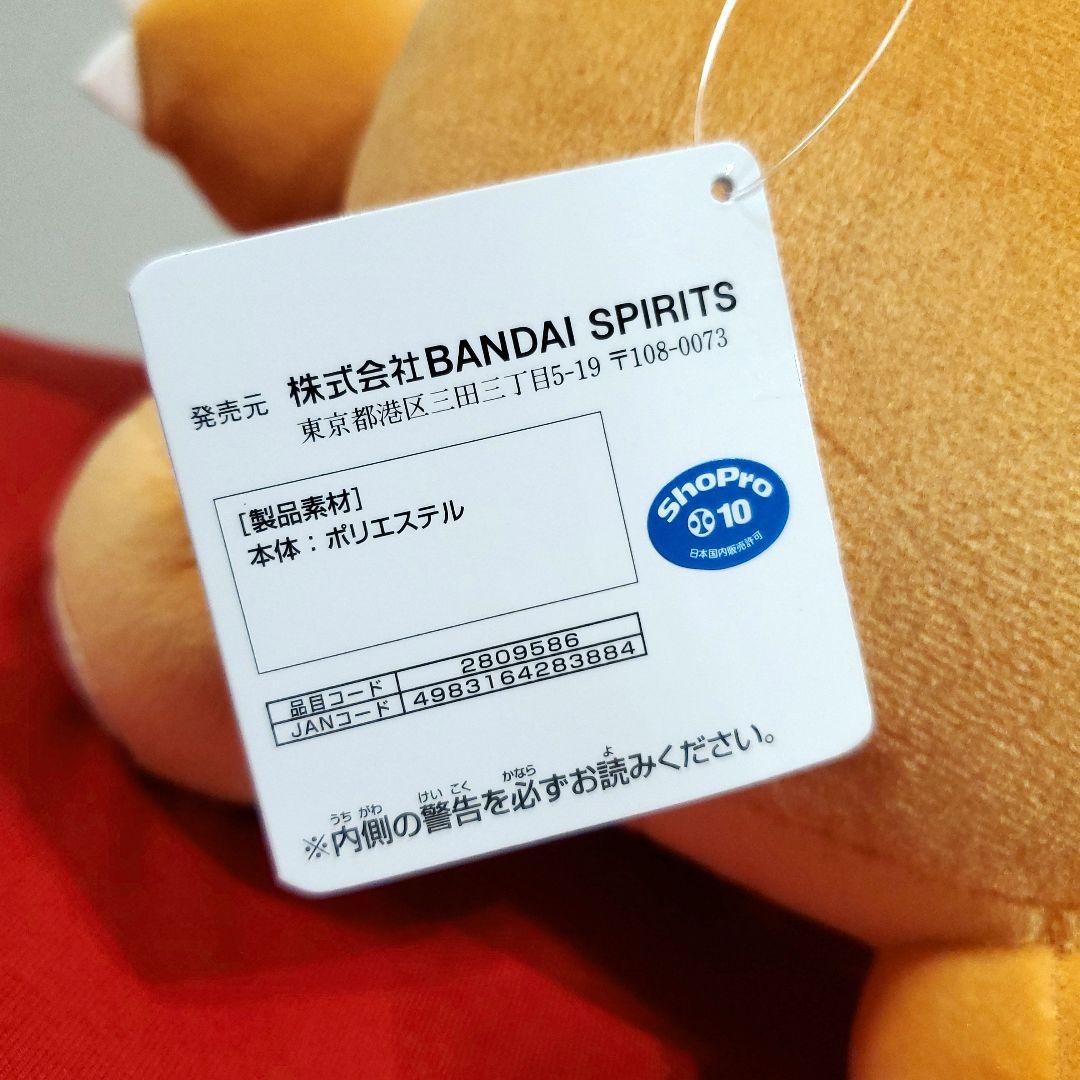 発売元 株式会社BANDAI SPIRITS
東京都港区三田三丁目5-19 〒108-0073
[製品素材]
本体：ポリエステル
ShoPro
10
日本国内販売許可
品目コード 2809586
JANコード 4983164283884
うちがわ けいこく かなら よ
※内側の警告を必ずお読みください。